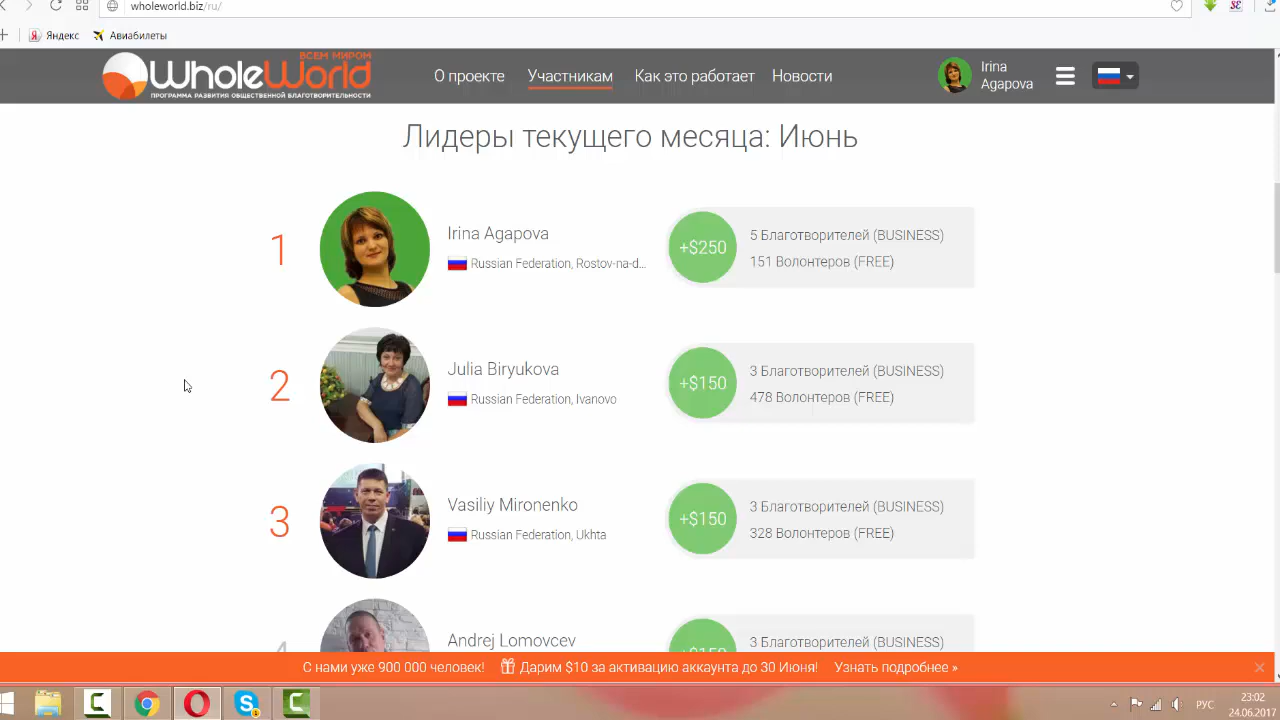 wholeworld.biz/ru/
Яндекс Авиабилеты
ВСЕМ МИРОМ
WholeWorld
ПРОГРАММА РАЗВИТИЯ ОБЩЕСТВЕННОЙ БЛАГОТВОРИТЕЛЬНОСТИ
О проекте Участникам Как это работает Новости
Irina
Agapova
Лидеры текущего месяца: Июнь
1
Irina Agapova
Russian Federation, Rostov-na-d...
+$250
5 Благотворителей (BUSINESS)
151 Волонтеров (FREE)
2
Julia Biryukova
Russian Federation, Ivanovo
+$150
3 Благотворителей (BUSINESS)
478 Волонтеров (FREE)
3
Vasiliy Mironenko
Russian Federation, Ukhta
+$150
3 Благотворителей (BUSINESS)
328 Волонтеров (FREE)
4
Andrej Lomovcev
+$150
3 Благотворителей (BUSINESS)
С нами уже 900 000 человек! Дарим $10 за активацию аккаунта до 30 Июня! Узнать подробнее »
РУС
23:02
24.06.2017